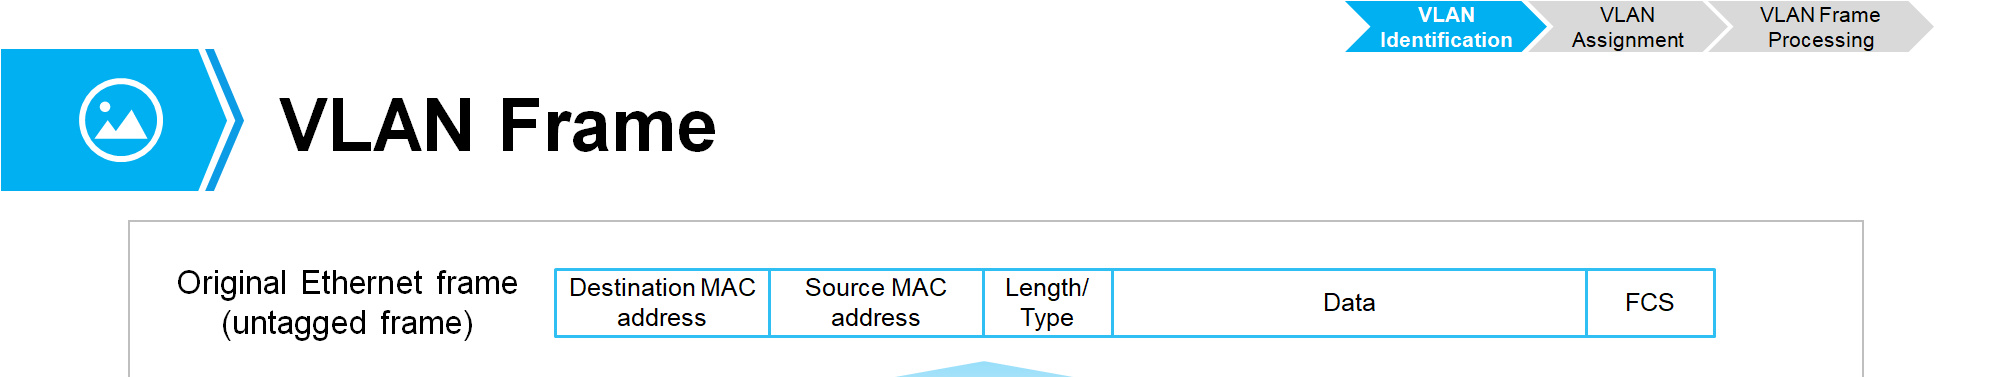 VLAN
Identification
VLAN
Assignment
VLAN Frame
Processing
VLAN Frame
Original Ethernet frame
(untagged frame)
Destination MAC
address
Source MAC
address
Length/
Type
Data
FCS